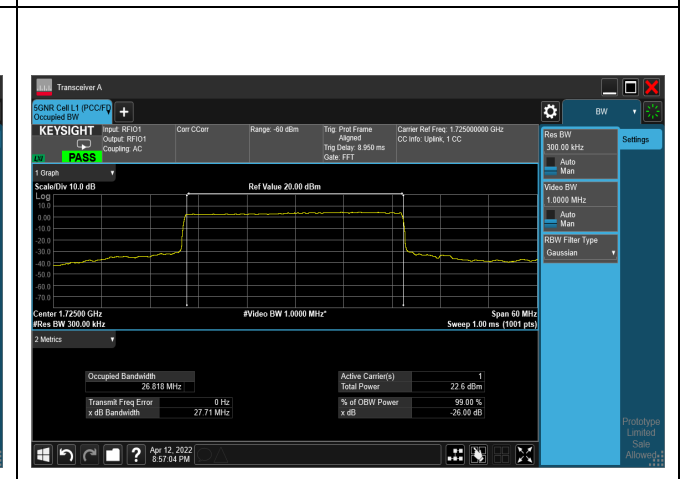 Transceiver A
5GNR Cell L1 (PCC/FD
Occupied BW
+
BW
KEYSIGHT
LNI
PASS
Input: RFIO1
Output: RFIO1
Coupling: AC
Corr CCorr
Range: -60 dBm
Trig: Prot Frame
Aligned
Trig Delay: 8.950 ms
Gate: FFT
Carrier Ref Freq: 1.725000000 GHz
CC Info: Uplink, 1 CC
Res BW
300.00 kHz
Auto
Man
Settings
Video BW
1.0000 MHz
Auto
Man
RBW Filter Type
Gaussian
1 Graph
Scale/Div 10.0 dB
Ref Value 20.00 dBm
Log
10.0
0.00
-10.0
-20.0
-30.0
-40.0
-50.0
-60.0
-70.0
Center 1.72500 GHz
#Video BW 1.0000 MHz*
Span 60 MHz
#Res BW 300.00 kHz
Sweep 1.00 ms (1001 pts)
2 Metrics
Occupied Bandwidth
26.818 MHz
Active Carrier(s) 1
Total Power 22.6 dBm
Transmit Freq Error 0 Hz
x dB Bandwidth 27.71 MHz
% of OBW Power 99.00 %
x dB -26.00 dB
Prototype
Limited
Sale
Allowed
?
Apr 12, 2022
8:57:04 PM